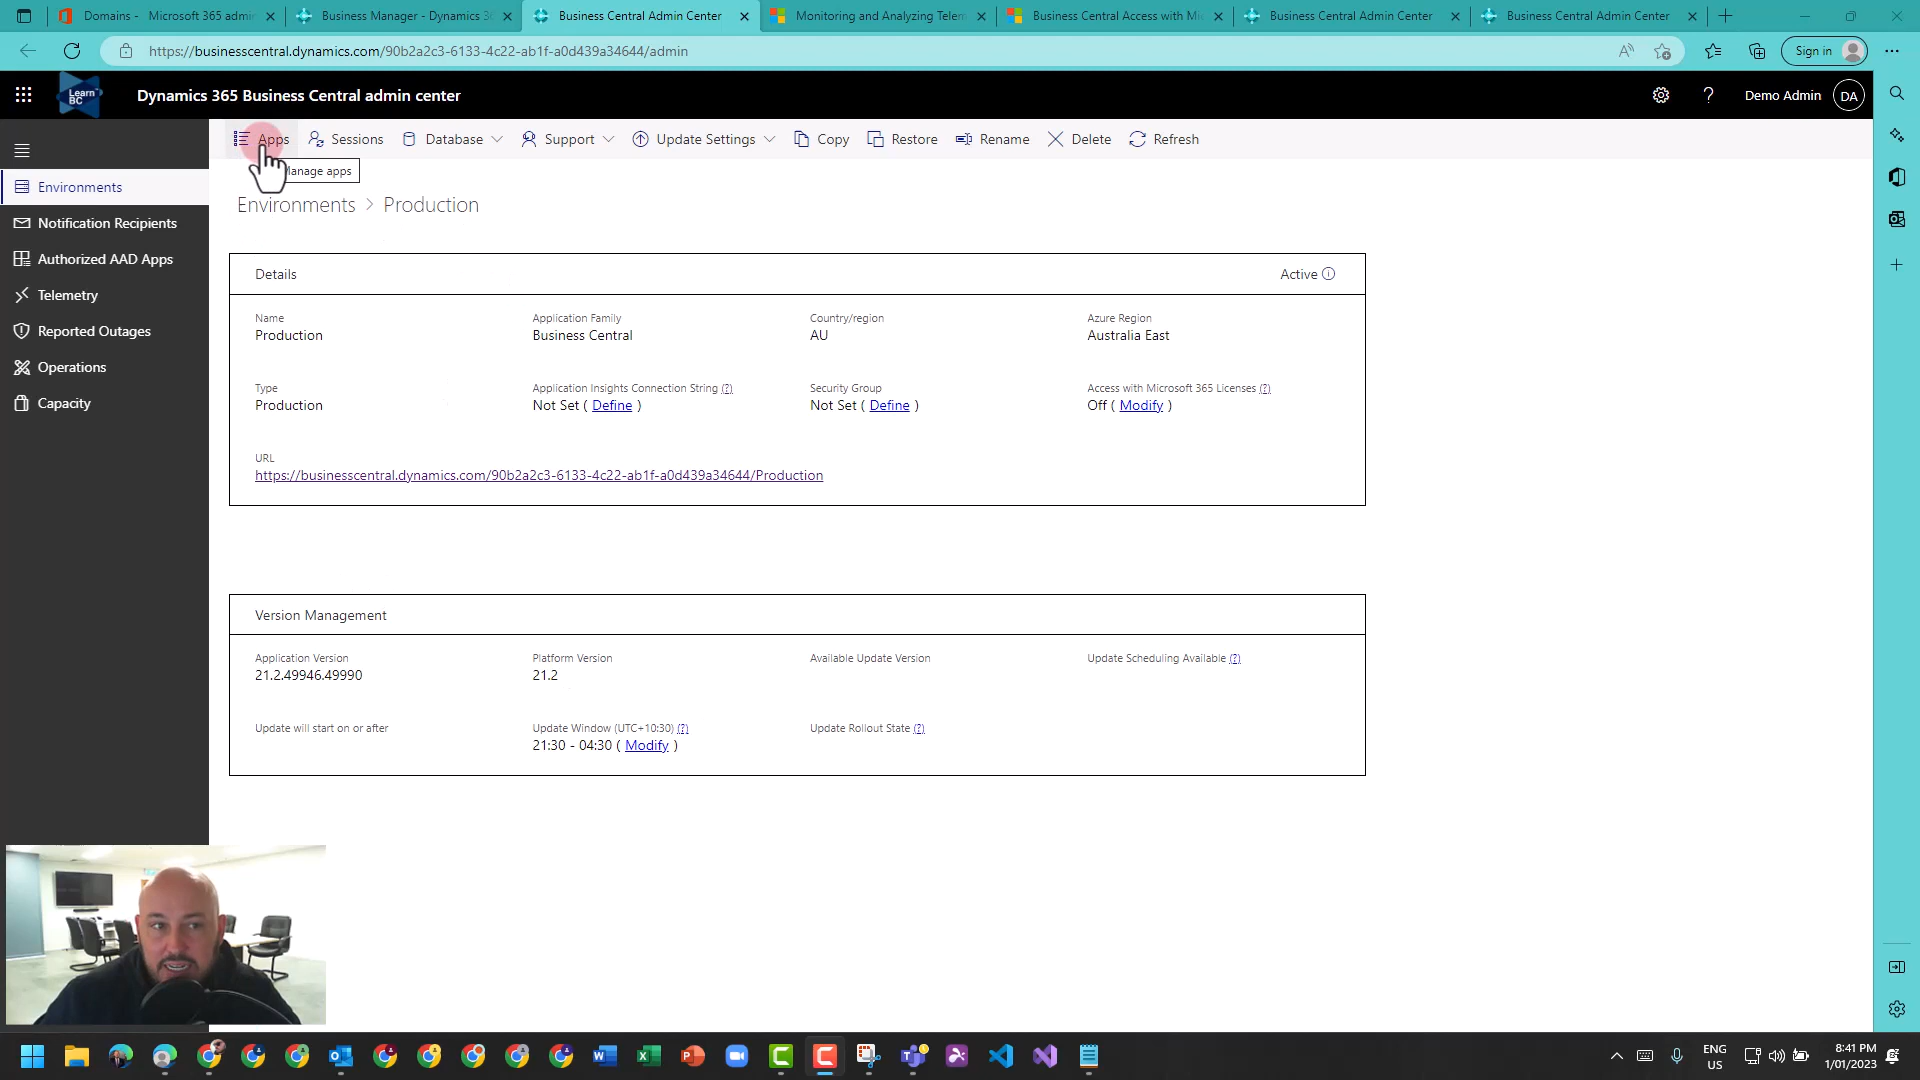 Domains - Microsoft 365 admin
Business Manager - Dynamics 36
Business Central Admin Center
Monitoring and Analyzing Telem
Business Central Access with Mi
Business Central Admin Center
Business Central Admin Center
https://businesscentral.dynamics.com/90b2a2c3-6133-4c22-ab1f-a0d439a34644/admin
Sign in
Learn BC
Dynamics 365 Business Central admin center
Demo Admin
DA
Apps
Sessions
Database
Support
Update Settings
Copy
Restore
Rename
Delete
Refresh
Manage apps
Environments
Notification Recipients
Authorized AAD Apps
Telemetry
Reported Outages
Operations
Capacity
Environments > Production
Details
Active
Name
Production
Application Family
Business Central
Country/region
AU
Azure Region
Australia East
Type
Production
Application Insights Connection String (?)
Not Set ( Define )
Security Group
Not Set ( Define )
Access with Microsoft 365 Licenses (?)
Off ( Modify )
URL
https://businesscentral.dynamics.com/90b2a2c3-6133-4c22-ab1f-a0d439a34644/Production
Version Management
Application Version
21.2.49946.49990
Platform Version
21.2
Available Update Version
Update Scheduling Available (?)
Update will start on or after
Update Window (UTC+10:30) (?)
21:30 - 04:30 ( Modify )
Update Rollout State (?)
ENG
US
8:41 PM
1/01/2023